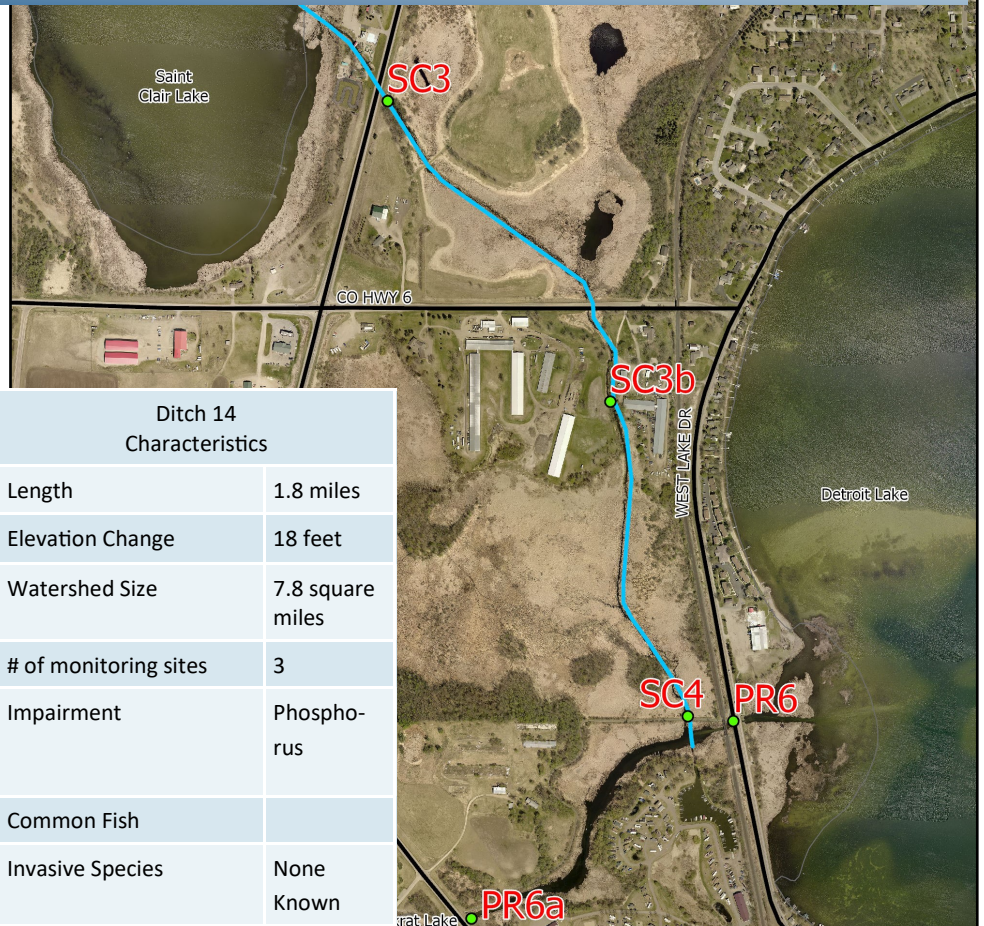 Saint
Clair Lake
SC3
CO HWY 6
SC3b
WEST LAKE DR
Detroit Lake
SC4
PR6
PR6a
Ditch 14
Characteristics
Length 1.8 miles
Elevation Change 18 feet
Watershed Size 7.8 square
miles
# of monitoring sites 3
Impairment Phospho-
rus
Common Fish
Invasive Species None
Known
krat Lake